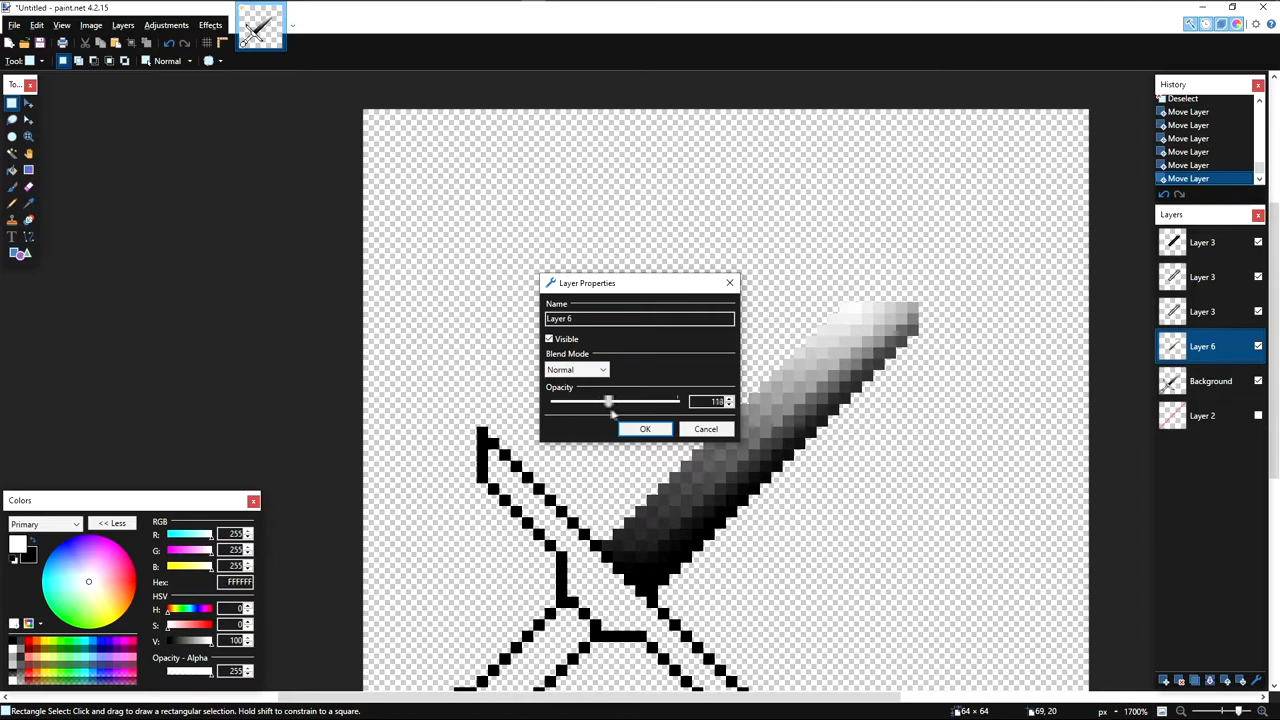 "Untitled - paint.net 4.2.15
File Edit View Image Layers Adjustments Effects
Tool: Normal
To...
History
Deselect
Move Layer
Move Layer
Move Layer
Move Layer
Move Layer
Move Layer
Layers
Layer 3
Layer 3
Layer 3
Layer 6
Background
Layer 2
Layer Properties
Name
Layer 6
Visible
Blend Mode
Normal
Opacity
118
OK Cancel
Colors
Primary << Less
RGB
R: 255
G: 255
B: 255
Hex: FFFFFF
HSV
H: 0
S: 0
V: 100
Opacity - Alpha
255
Rectangle Select: Click and drag to draw a rectangular selection. Hold shift to constrain to a square. 64 × 64 69, 20 px 1700%